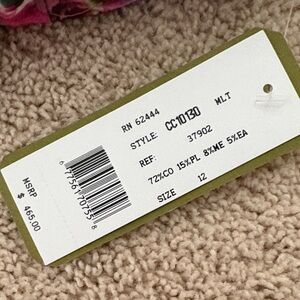 RN 62444
STYLE: CC10130 MLT
REF: 37902
72%CO 15%PL 8%ME 5%EA
SIZE 12
MSRP
$ 465.00